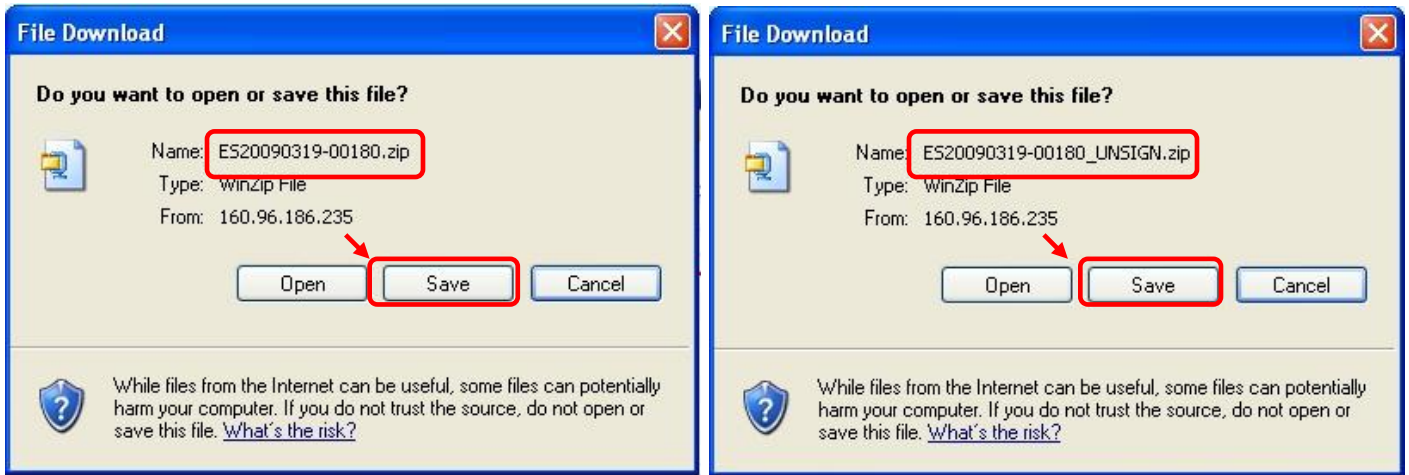 File Download
Do you want to open or save this file?
Name: ES20090319-00180.zip
Type: WinZip File
From: 160.96.186.235
Open Save Cancel
While files from the Internet can be useful, some files can potentially
harm your computer. If you do not trust the source, do not open or
save this file. What's the risk?
File Download
Do you want to open or save this file?
Name: ES20090319-00180_UNSIGN.zip
Type: WinZip File
From: 160.96.186.235
Open Save Cancel
While files from the Internet can be useful, some files can potentially
harm your computer. If you do not trust the source, do not open or
save this file. What's the risk?